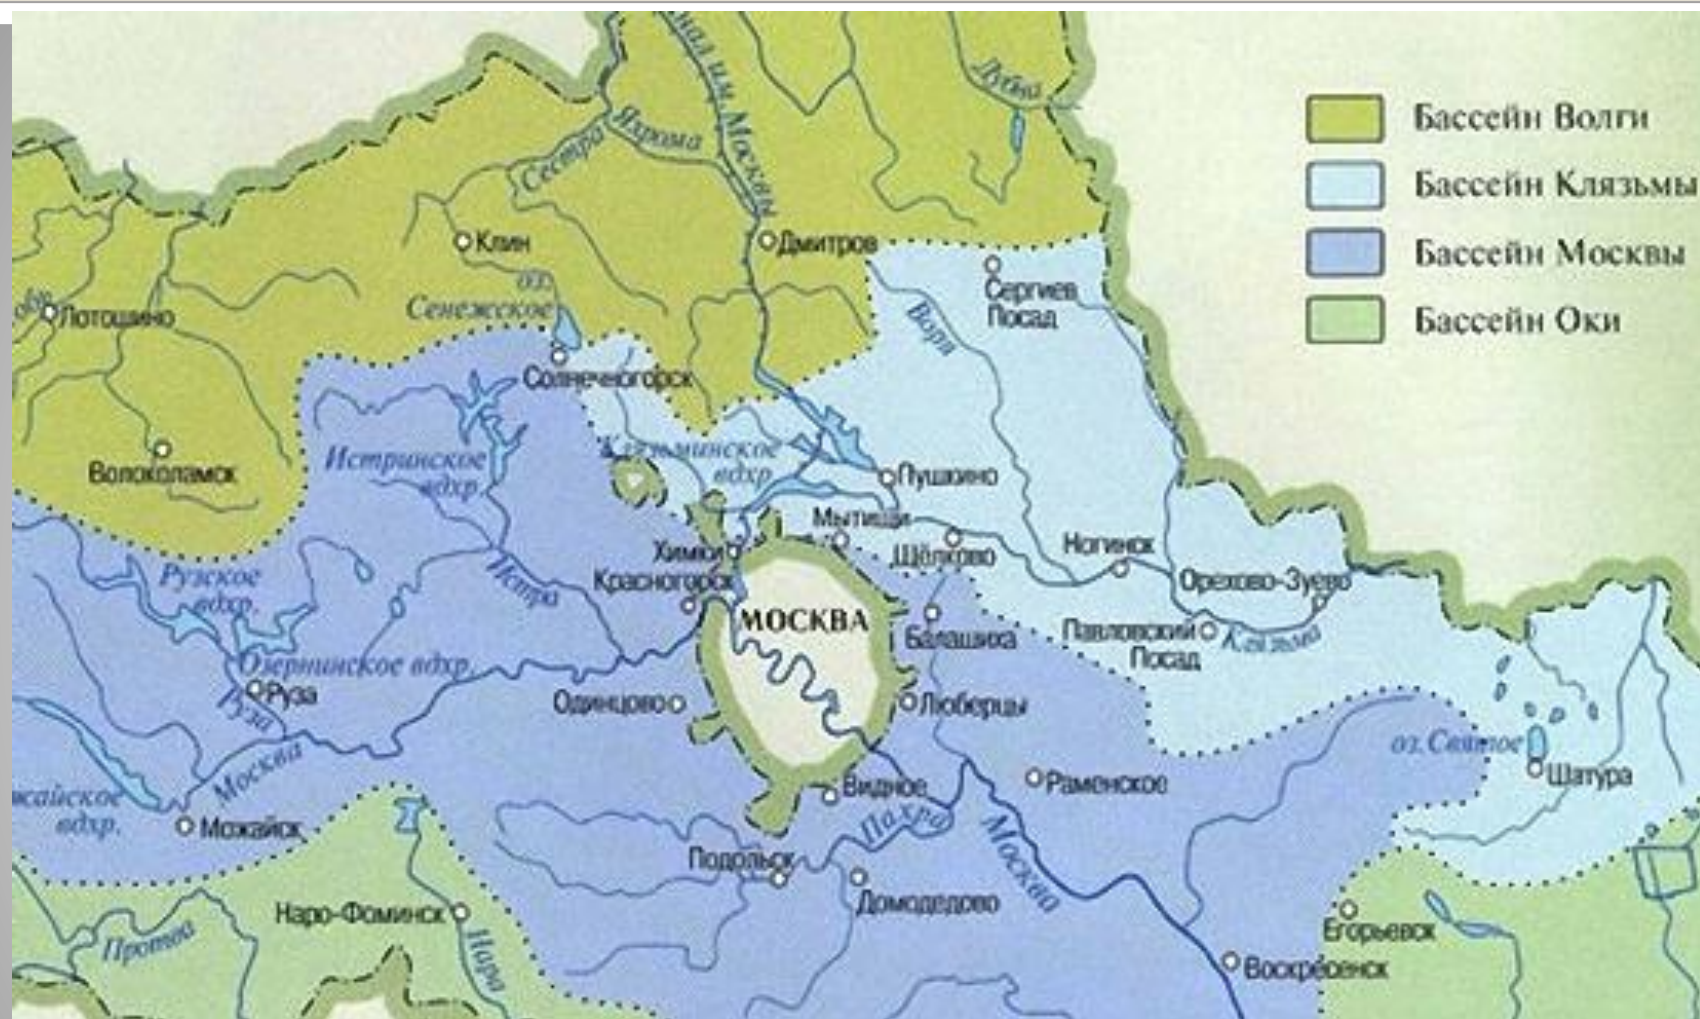 Бассейн Волги
Бассейн Клязьмы
Бассейн Москвы
Бассейн Оки
им. Москвы
Дубна
Яхрома
Сестра
Клин
Дмитров
оз.
Сенежское
Сергиев
Посад
Воря
Лотошино
Солнечногорск
Истринское
вдхр.
Клязьминское
вдхр
Волоколамск
Пушкино
Мытищи
Щёлково
Ногинск
Химки
Красногорск
Истра
Рузское
вдхр.
Орехово-Зуево
МОСКВА
Балашиха
Павловский
Посад
Клязьма
Озернинское вдхр.
Руза
Руза
Одинцово
Люберцы
оз. Святое
Шатура
Москва
Видное
Раменское
жайское
вдхр.
Можайск
Пахра
Москва
Подольск
Домодедово
Наро-Фоминск
Протва
Нара
Егорьевск
Воскресенск